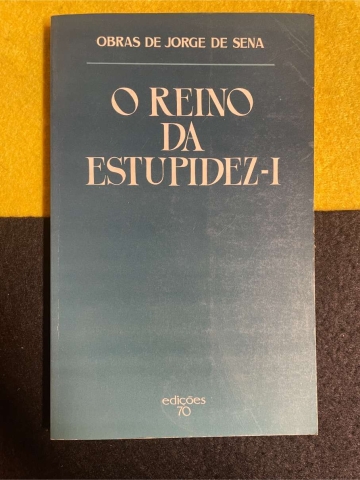 OBRAS DE JORGE DE SENA
O REINO
DA
ESTUPIDEZ-I
edições
70